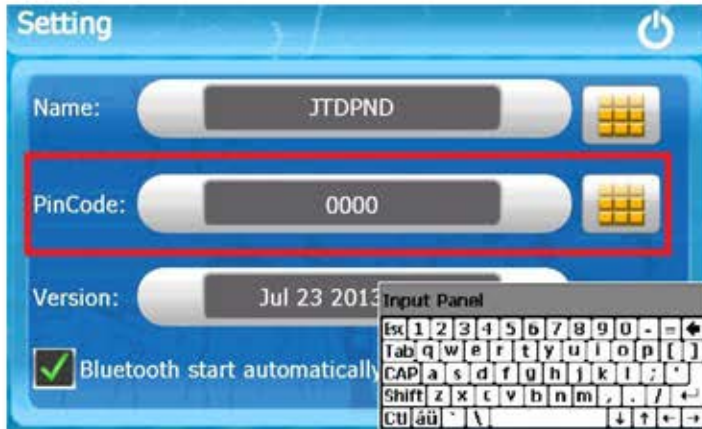 Setting
Name: JTDPND
PinCode: 0000
Version: Jul 23 2013
Bluetooth start automatically
Input Panel
Esc 1 2 3 4 5 6 7 8 9 0 - =
Tab q w e r t y u i o p [ ]
CAP a s d f g h j k l ; '
Shift z x c v b n m , . /
Ctl áü ` \